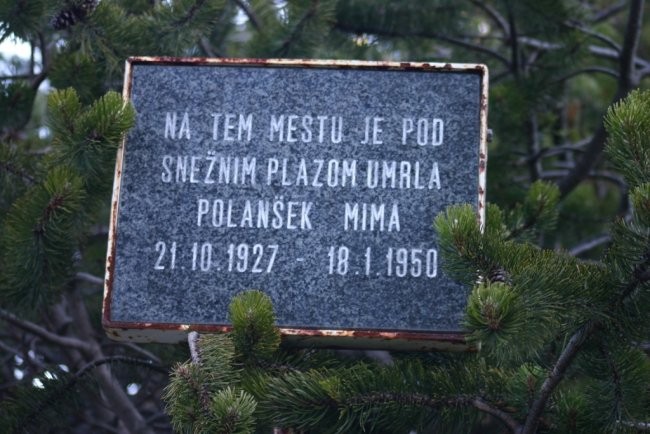 NA TEM MESTU JE POD
SNEŽNIM PLAZOM UMRLA
POLANŠEK MIMA
21.10.1927 - 18.1.1950